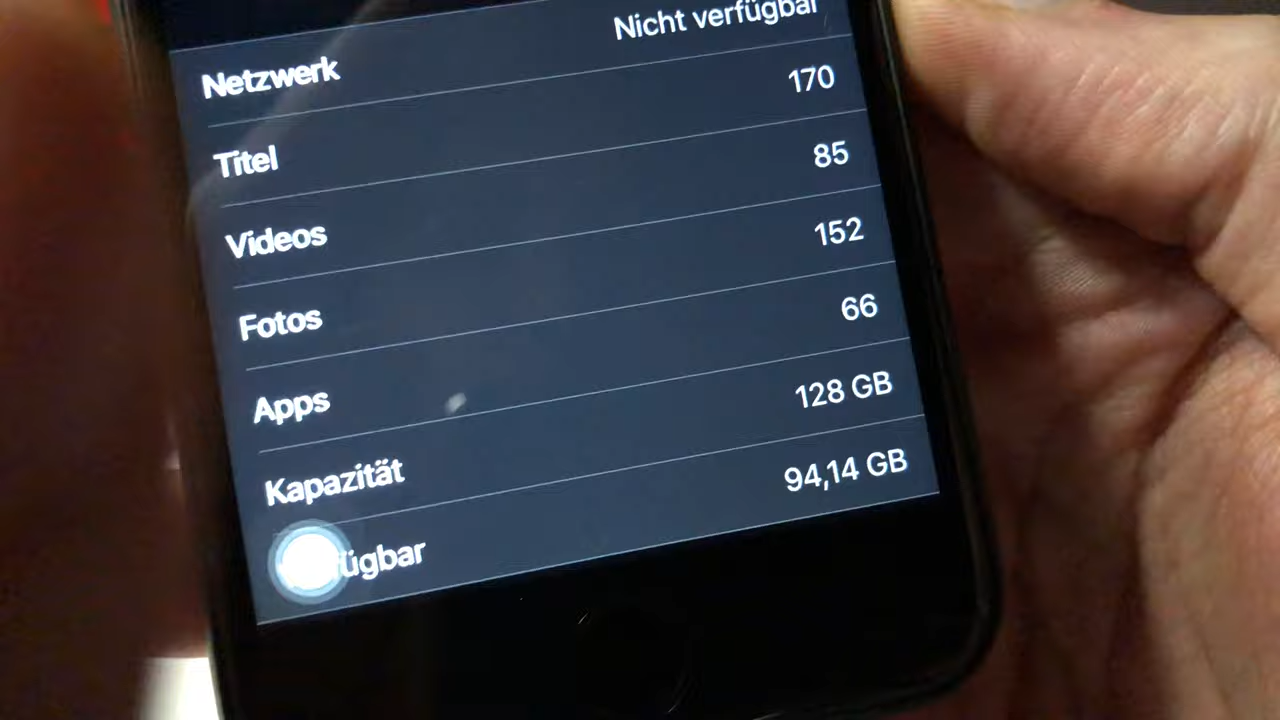 Netzwerk Nicht verfügbar
Titel 170
Videos 85
Fotos 152
Apps 66
Kapazität 128 GB
94,14 GB